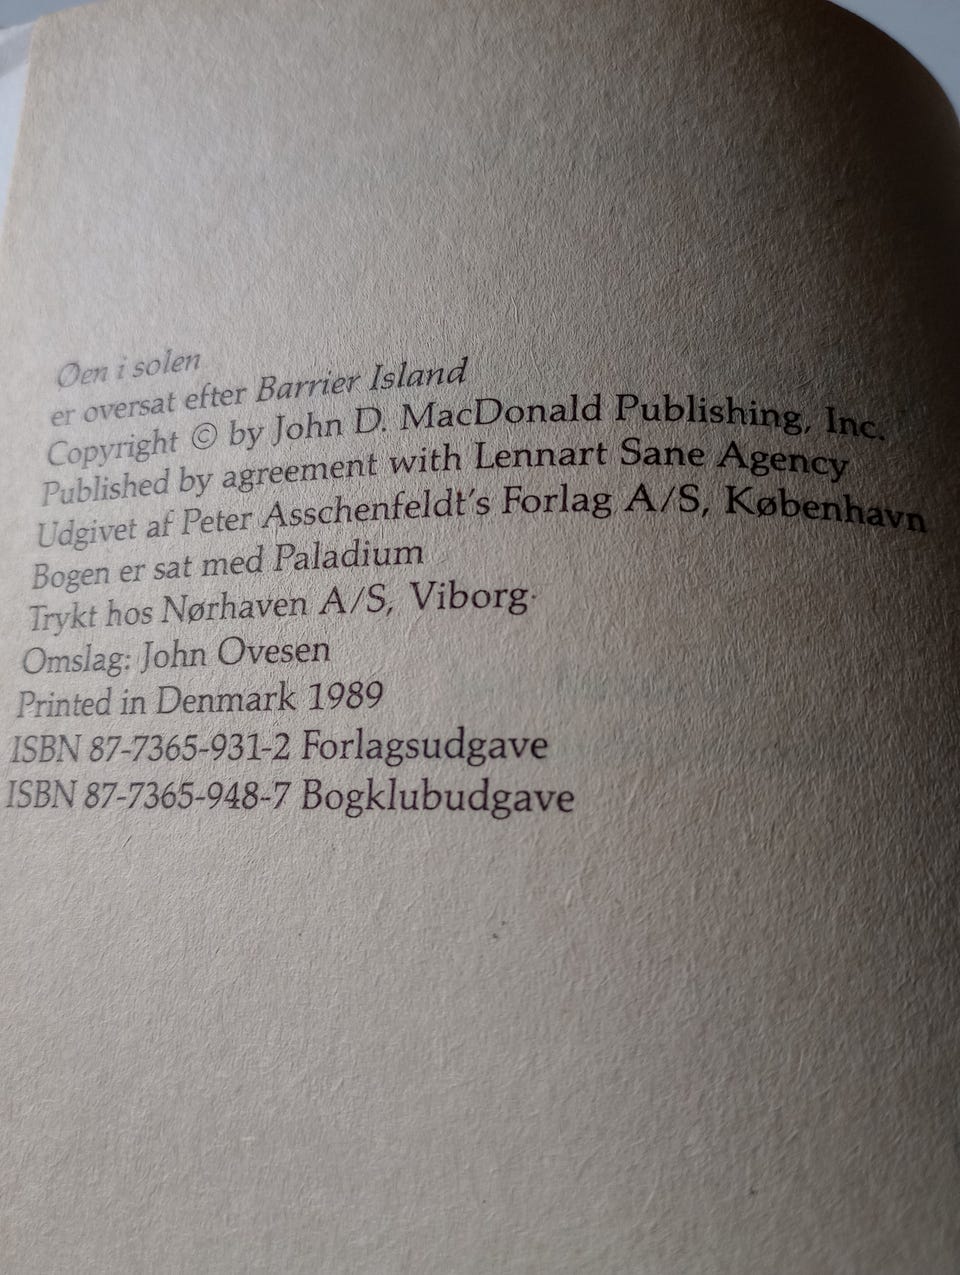 Øen i solen
er oversat efter Barrier Island
Copyright © by John D. MacDonald Publishing, Inc.
Published by agreement with Lennart Sane Agency
Udgivet af Peter Asschenfeldt's Forlag A/S, København
Bogen er sat med Paladium
Trykt hos Nørhaven A/S, Viborg
Omslag: John Ovesen
Printed in Denmark 1989
ISBN 87-7365-931-2 Forlagsudgave
ISBN 87-7365-948-7 Bogklubudgave